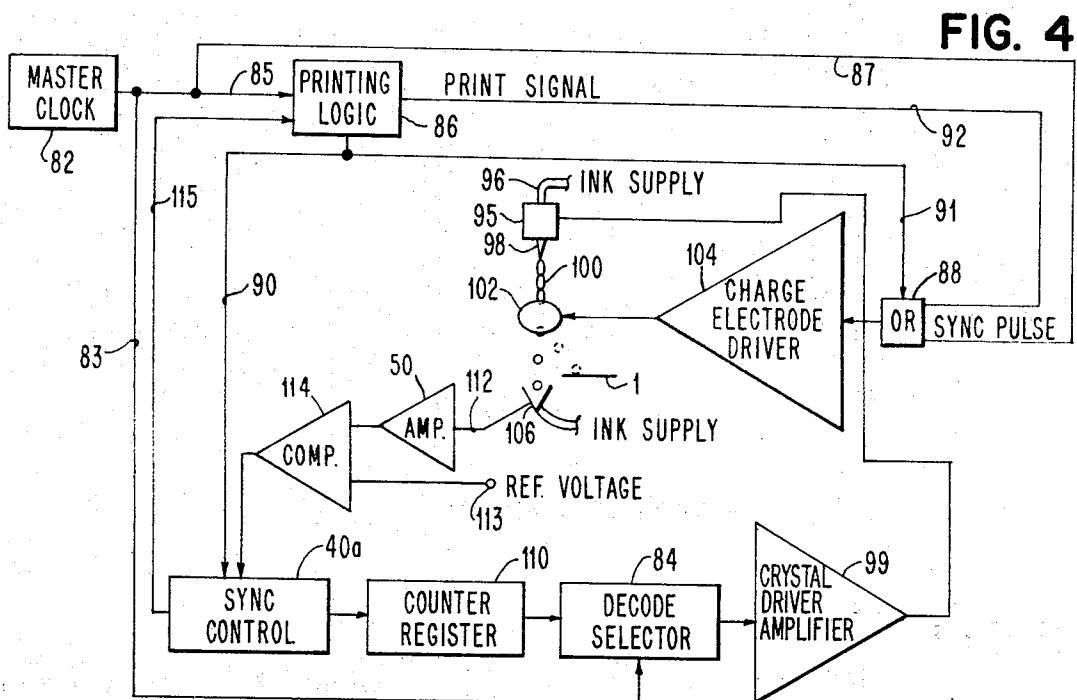 FIG. 4
MASTER
CLOCK
82
85
PRINTING
LOGIC
86
PRINT SIGNAL
87
92
115
96
INK SUPPLY
95
98
100
102
104
CHARGE
ELECTRODE
DRIVER
91
88
OR
SYNC PULSE
90
83
50
112
114
AMP.
COMP.
106
1
INK SUPPLY
REF. VOLTAGE
113
40a
SYNC
CONTROL
110
COUNTER
REGISTER
84
DECODE
SELECTOR
99
CRYSTAL
DRIVER
AMPLIFIER